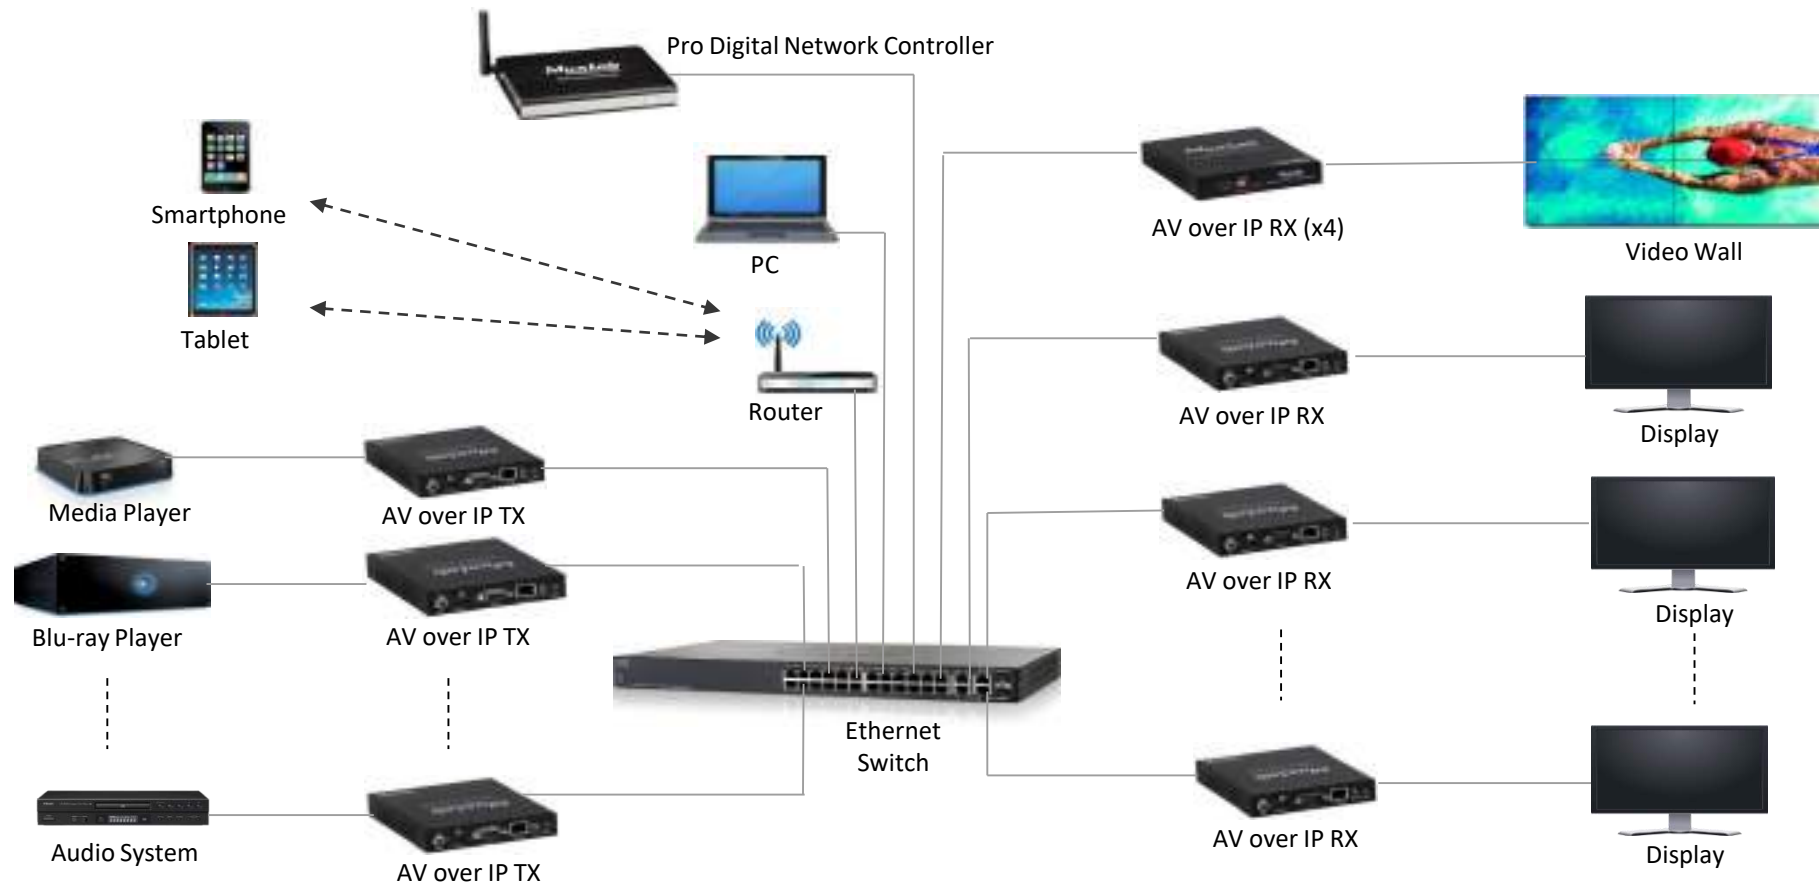 Pro Digital Network Controller
MuxLab
Smartphone
PC
AV over IP RX (x4)
Video Wall
Tablet
Router
AV over IP RX
Display
Media Player
AV over IP TX
AV over IP RX
Display
Blu-ray Player
AV over IP TX
Ethernet
Switch
Audio System
AV over IP TX
AV over IP RX
Display